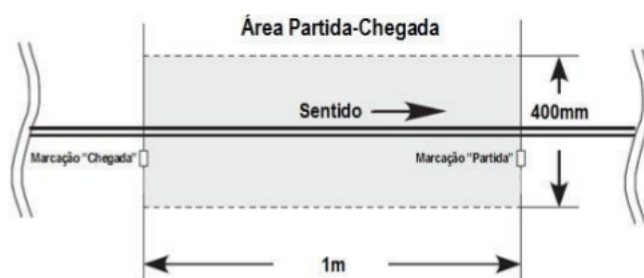 Área Partida-Chegada
Sentido
400mm
Marcação "Chegada"
Marcação "Partida"
1m